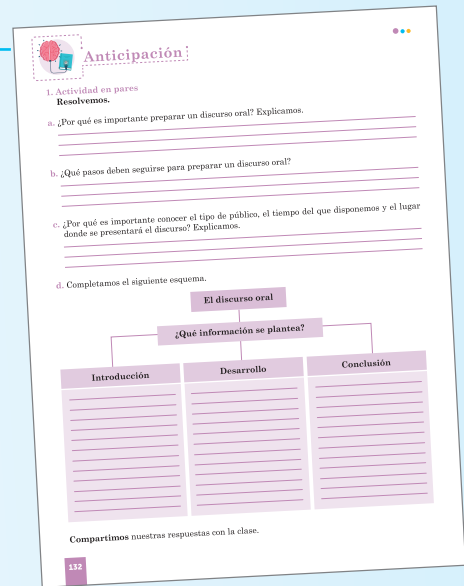 Anticipación
1. Actividad en pares
Resolvemos.
a. ¿Por qué es importante preparar un discurso oral? Explicamos.
b. ¿Qué pasos deben seguirse para preparar un discurso oral?
c. ¿Por qué es importante conocer el tipo de público, el tiempo del que disponemos y el lugar
donde se presentará el discurso? Explicamos.
d. Completamos el siguiente esquema.
El discurso oral
¿Qué información se plantea?
Introducción
Desarrollo
Conclusión
Compartimos nuestras respuestas con la clase.
132